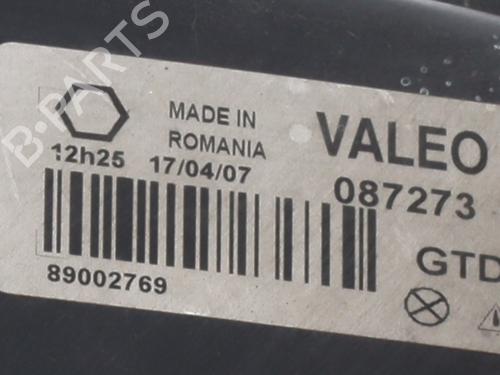 B-PARTS
MADE IN
ROMANIA
VALEO
12h25 17/04/07
087273
GTD
89002769